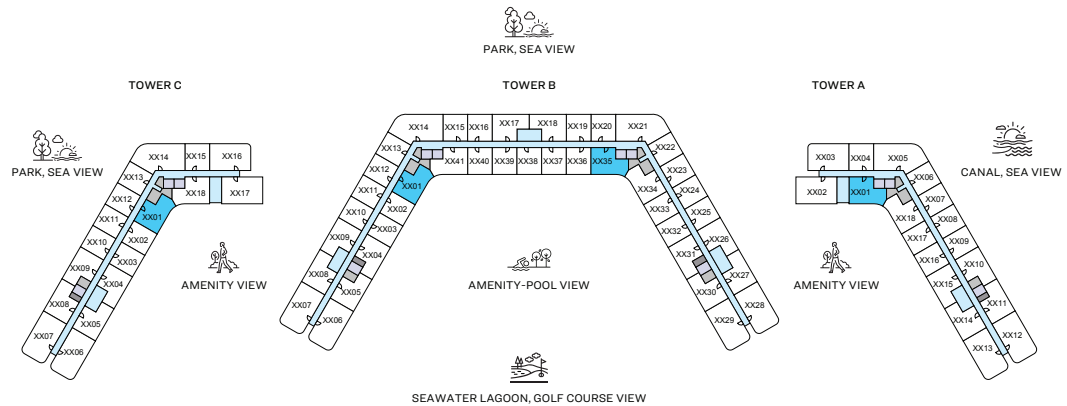 PARK, SEA VIEW
TOWER C
TOWER B
TOWER A
PARK, SEA VIEW
CANAL, SEA VIEW
XX14
XX15
XX16
XX13
XX18
XX17
XX12
XX01
XX11
XX02
XX10
XX03
XX09
XX04
XX08
XX05
XX07
XX06
AMENITY VIEW
XX14
XX15
XX16
XX17
XX18
XX19
XX20
XX21
XX13
XX41
XX40
XX39
XX38
XX37
XX36
XX35
XX22
XX12
XX01
XX34
XX23
XX11
XX02
XX33
XX24
XX10
XX03
XX32
XX25
XX09
XX04
XX31
XX26
XX08
XX05
XX30
XX27
XX07
XX06
XX29
XX28
AMENITY-POOL VIEW
XX03
XX04
XX05
XX02
XX01
XX06
XX18
XX07
XX17
XX08
XX16
XX09
XX15
XX10
XX14
XX11
XX13
XX12
AMENITY VIEW
SEAWATER LAGOON, GOLF COURSE VIEW